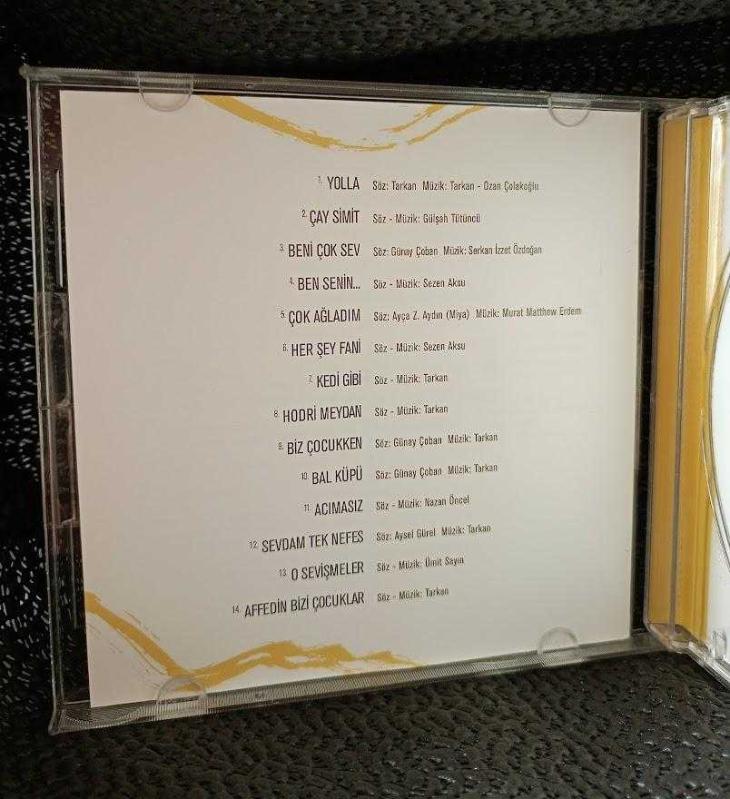 1. YOLLA Söz: Tarkan Müzik: Tarkan - Ozan Çolakoğlu
2. ÇAY SİMİT Söz - Müzik: Gülşah Tütüncü
3. BENİ ÇOK SEV Söz: Günay Çoban Müzik: Serkan İzzet Özdoğan
4. BEN SENİN... Söz - Müzik: Sezen Aksu
5. ÇOK AĞLADIM Söz: Ayça Z. Aydın (Miya) Müzik: Murat Matthew Erdem
6. HER ŞEY FANİ Söz - Müzik: Sezen Aksu
7. KEDİ GİBİ Söz - Müzik: Tarkan
8. HODRİ MEYDAN Söz - Müzik: Tarkan
9. BİZ ÇOCUKKEN Söz: Günay Çoban Müzik: Tarkan
10. BAL KÜPÜ Söz: Günay Çoban Müzik: Tarkan
11. ACIMASIZ Söz - Müzik: Nazan Öncel
12. SEVDAM TEK NEFES Söz: Aysel Gürel Müzik: Tarkan
13. O SEVİŞMELER Söz - Müzik: Ümit Sayın
14. AFFEDİN BİZİ ÇOCUKLAR Söz - Müzik: Tarkan